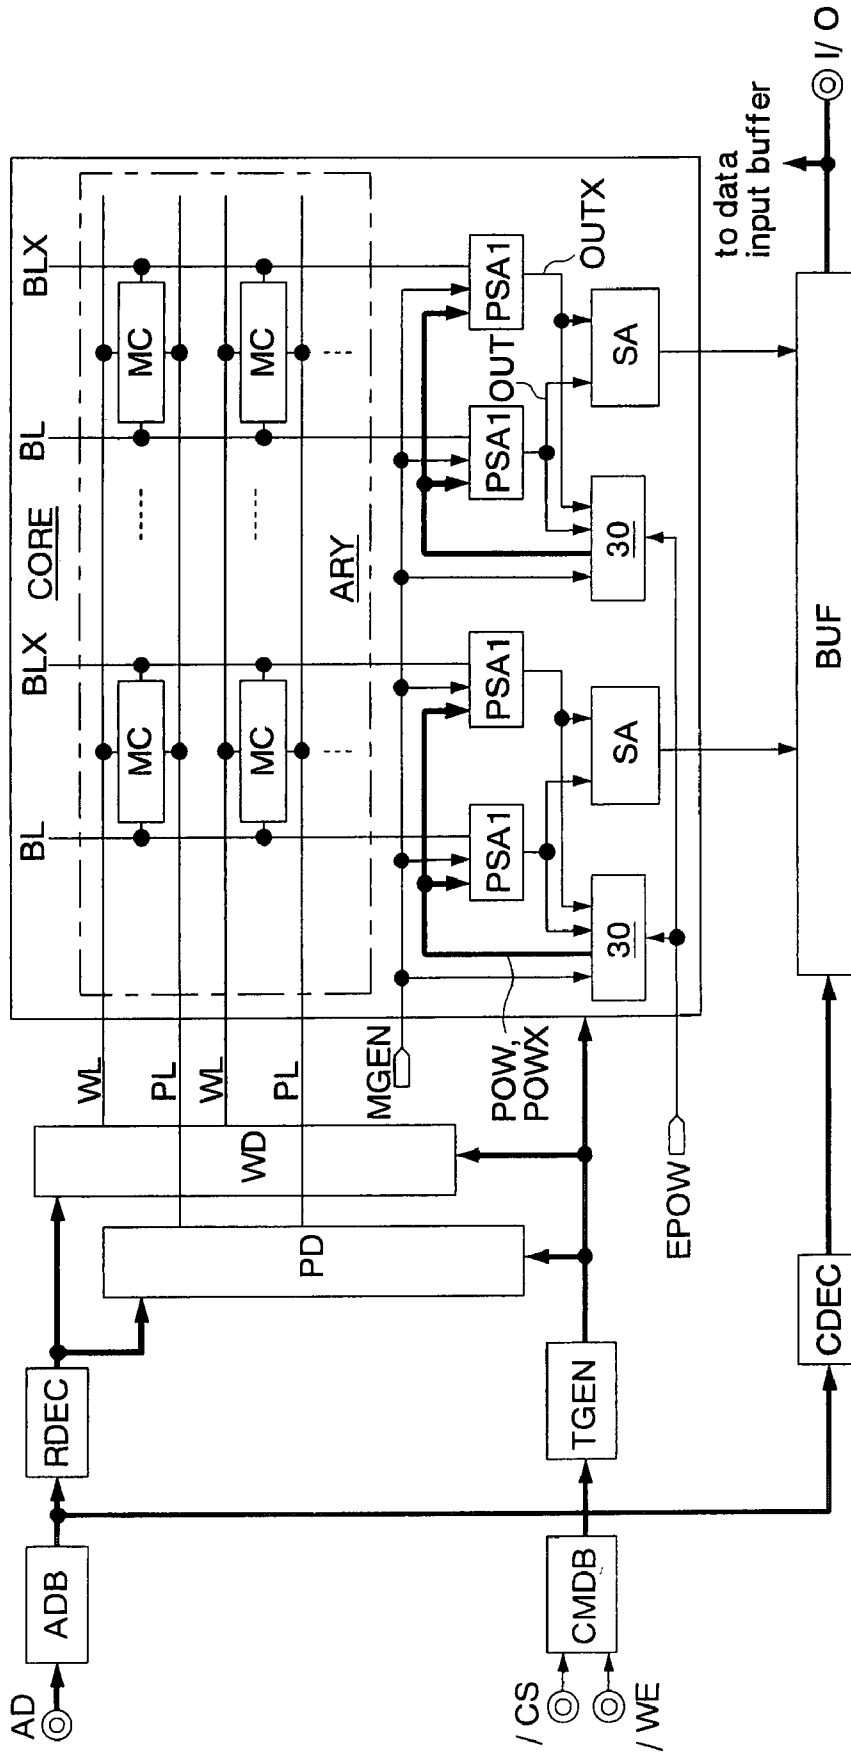 AD
ADB
RDEC
/ CS
/ WE
CMDB
TGEN
CDEC
PD
WD
WL
PL
WL
PL
MGEN
POW,
POWX
EPOW
CORE
ARY
BL
BLX
BL
BLX
MC
MC
MC
MC
PSA1
PSA1
PSA1
PSA1
OUT
OUTX
30
SA
30
SA
BUF
to data
input buffer
I/ O